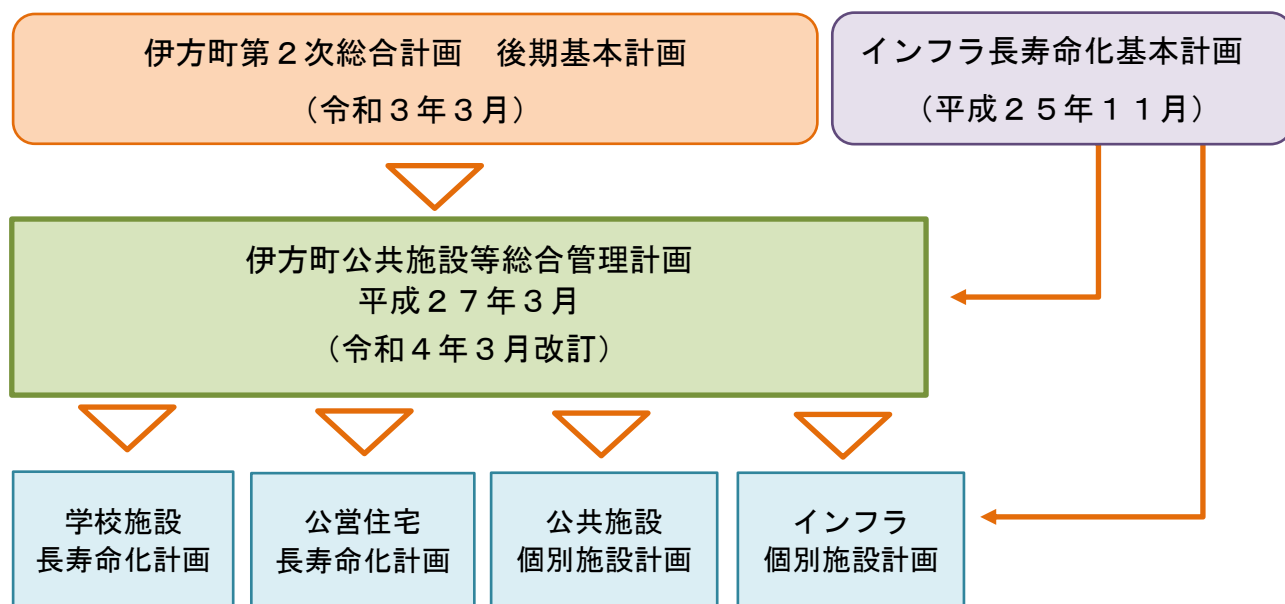 伊方町第２次総合計画　後期基本計画
（令和３年３月）
インフラ長寿命化基本計画
（平成２５年１１月）
伊方町公共施設等総合管理計画
平成２７年３月
（令和４年３月改訂）
学校施設
長寿命化計画
公営住宅
長寿命化計画
公共施設
個別施設計画
インフラ
個別施設計画